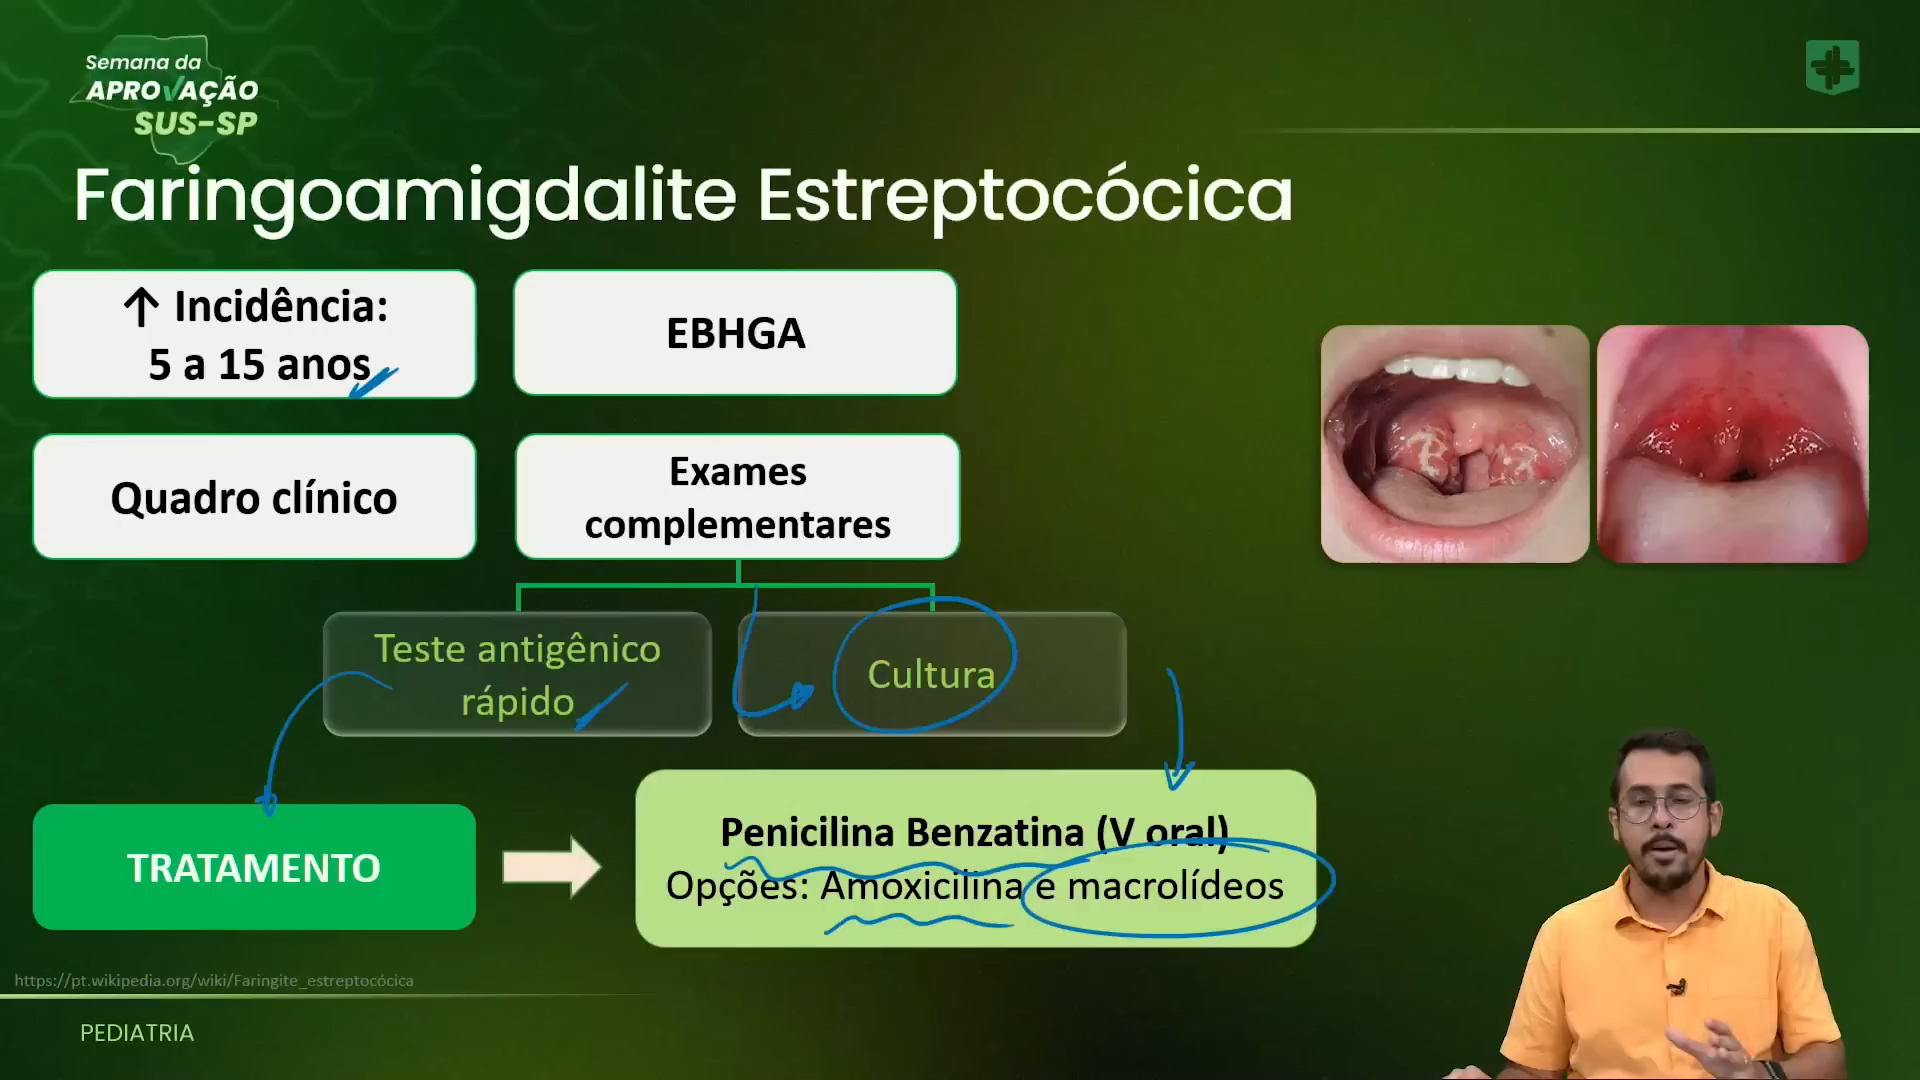 Semana da
APROVAÇÃO
SUS-SP
Faringoamigdalite Estreptocócica
↑ Incidência:
5 a 15 anos
EBHGA
Quadro clínico
Exames
complementares
Teste antigênico
rápido
Cultura
TRATAMENTO
Penicilina Benzatina (V oral)
Opções: Amoxicilina e macrolídeos
https://pt.wikipedia.org/wiki/Faringite_estreptocócica
PEDIATRIA